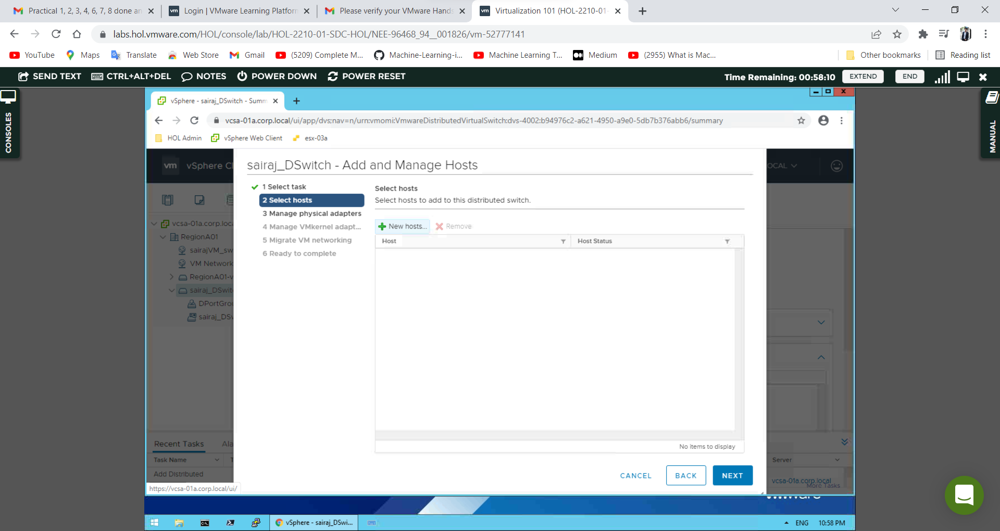 Practical 1, 2, 3, 4, 6, 7, 8 done an
Login | VMware Learning Platform
Please verify your VMware Hands
vm Virtualization 101 (HOL-2210-01-
labs.hol.vmware.com/HOL/console/lab/HOL-2210-01-SDC-HOL/NEE-96468_94__001826/vm-52777141
YouTube Maps Translate Web Store Gmail (5209) Complete M... Machine-Learning-i... Machine Learning T... Medium (2955) What is Mac... Other bookmarks Reading list
SEND TEXT CTRL+ALT+DEL NOTES POWER DOWN POWER RESET Time Remaining: 00:58:10 EXTEND END
CONSOLES
MANUAL
vSphere - sairaj_DSwitch - Summ
vcsa-01a.corp.local/ui/app/dvs;nav=n/urn:vmomi:VmwareDistributedVirtualSwitch:dvs-4002:b94976c2-a621-4950-a9e0-5db7b376abb6/summary
HOL Admin vSphere Web Client esx-03a
vm vSphere Cl
OCAL
sairaj_DSwitch - Add and Manage Hosts
1 Select task
2 Select hosts
3 Manage physical adapters
4 Manage VMkernel adapt...
5 Migrate VM networking
6 Ready to complete
Select hosts
Select hosts to add to this distributed switch.
New hosts... Remove
Host Host Status
No items to display
CANCEL BACK NEXT
vcsa-01a.corp.loca
RegionA01
sairajVM_sw
VM Network
RegionA01-v
sairaj_DSwit
DPortGrou
sairaj_DSw
Recent Tasks Ala
Task Name T
Server
Add Distributed
vcsa-01a.corp.local
More Tasks
https://vcsa-01a.corp.local/ui/
vmware
vSphere - sairaj_DSwi...
ENG 10:58 PM